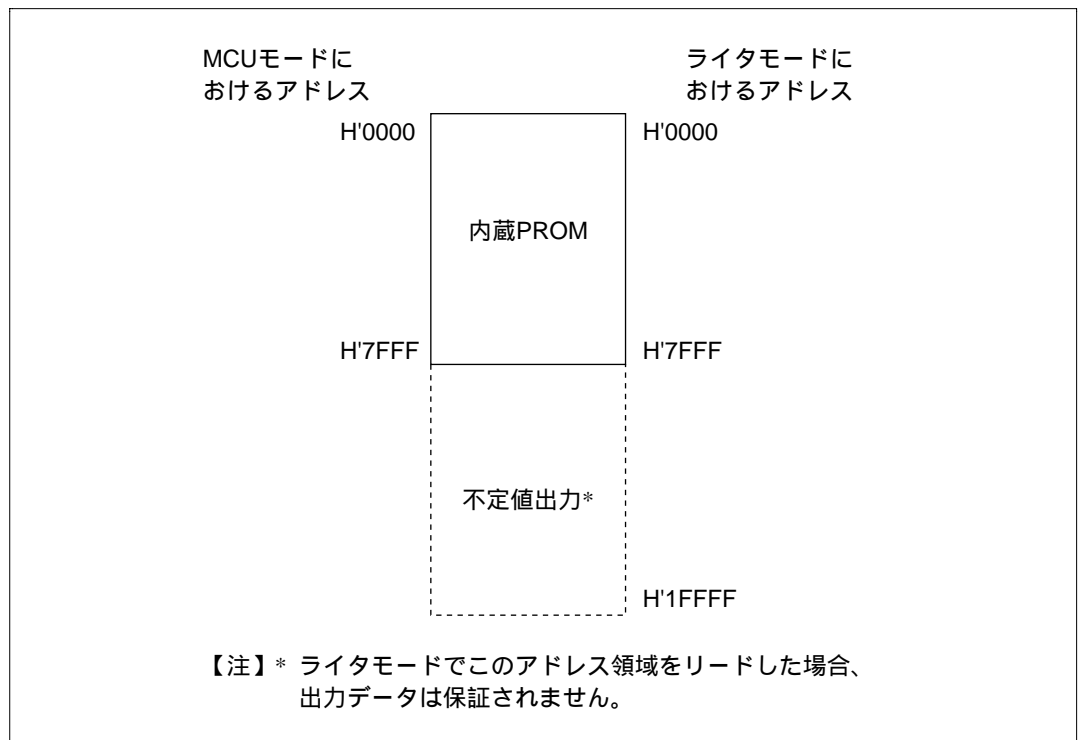 MCUモードに
おけるアドレス
ライタモードに
おけるアドレス
H'0000
H'0000
内蔵PROM
H'7FFF
H'7FFF
不定値出力*
H'1FFFF
【注】* ライタモードでこのアドレス領域をリードした場合、
出力データは保証されません。